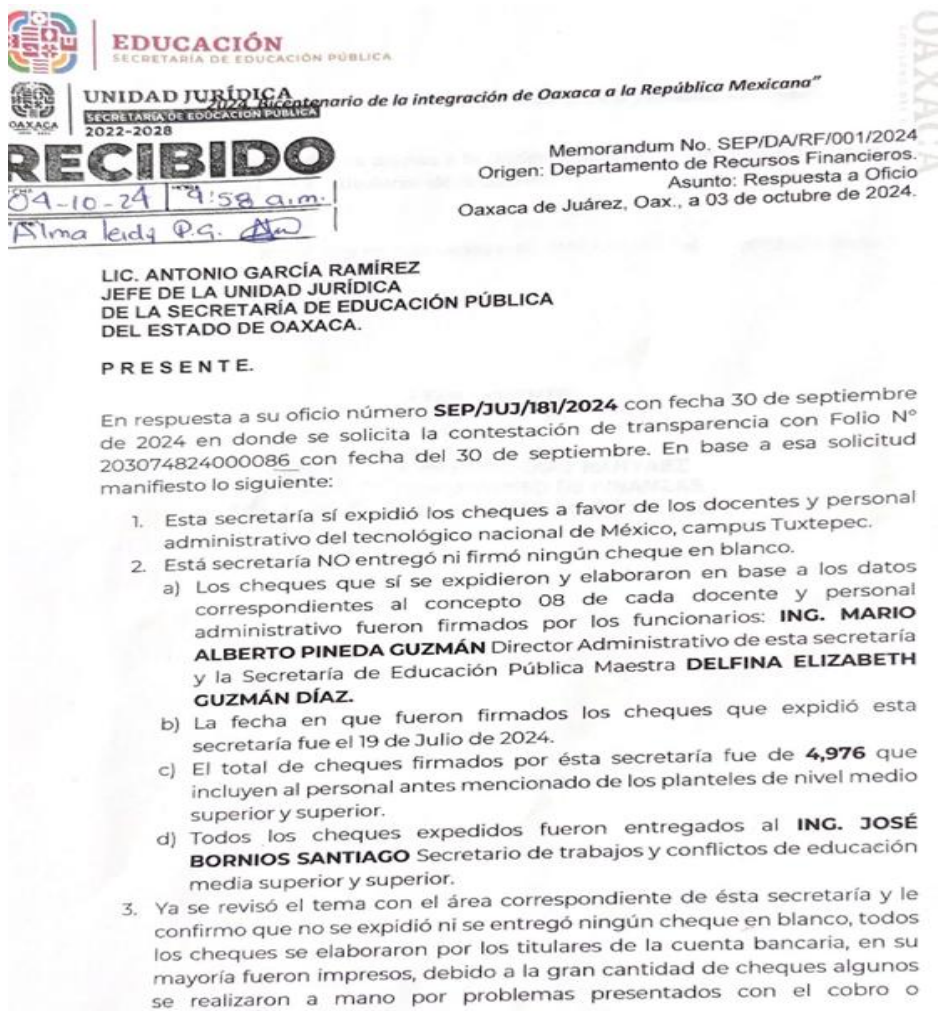 EDUCACIÓN
SECRETARÍA DE EDUCACIÓN PÚBLICA
OAXACA
UNIDAD JURÍDICA
SECRETARÍA DE EDUCACIÓN PÚBLICA
2022-2028
OAXACA
"2024, Bicentenario de la integración de Oaxaca a la República Mexicana"
RECIBIDO
04-10-24 9:58 a.m.
Alma leidy P.G.
Memorandum No. SEP/DA/RF/001/2024
Origen: Departamento de Recursos Financieros.
Asunto: Respuesta a Oficio
Oaxaca de Juárez, Oax., a 03 de octubre de 2024.
LIC. ANTONIO GARCÍA RAMÍREZ
JEFE DE LA UNIDAD JURÍDICA
DE LA SECRETARÍA DE EDUCACIÓN PÚBLICA
DEL ESTADO DE OAXACA.
P R E S E N T E.
En respuesta a su oficio número SEP/JUJ/181/2024 con fecha 30 de septiembre
de 2024 en donde se solicita la contestación de transparencia con Folio N°
203074824000086 con fecha del 30 de septiembre. En base a esa solicitud
manifiesto lo siguiente:
1. Esta secretaría sí expidió los cheques a favor de los docentes y personal
administrativo del tecnológico nacional de México, campus Tuxtepec.
2. Está secretaría NO entregó ni firmó ningún cheque en blanco.
a) Los cheques que sí se expidieron y elaboraron en base a los datos
correspondientes al concepto 08 de cada docente y personal
administrativo fueron firmados por los funcionarios: ING. MARIO
ALBERTO PINEDA GUZMÁN Director Administrativo de esta secretaría
y la Secretaría de Educación Pública Maestra DELFINA ELIZABETH
GUZMÁN DÍAZ.
b) La fecha en que fueron firmados los cheques que expidió esta
secretaría fue el 19 de Julio de 2024.
c) El total de cheques firmados por ésta secretaría fue de 4,976 que
incluyen al personal antes mencionado de los planteles de nivel medio
superior y superior.
d) Todos los cheques expedidos fueron entregados al ING. JOSÉ
BORNIOS SANTIAGO Secretario de trabajos y conflictos de educación
media superior y superior.
3. Ya se revisó el tema con el área correspondiente de ésta secretaría y le
confirmo que no se expidió ni se entregó ningún cheque en blanco, todos
los cheques se elaboraron por los titulares de la cuenta bancaria, en su
mayoría fueron impresos, debido a la gran cantidad de cheques algunos
se realizaron a mano por problemas presentados con el cobro o